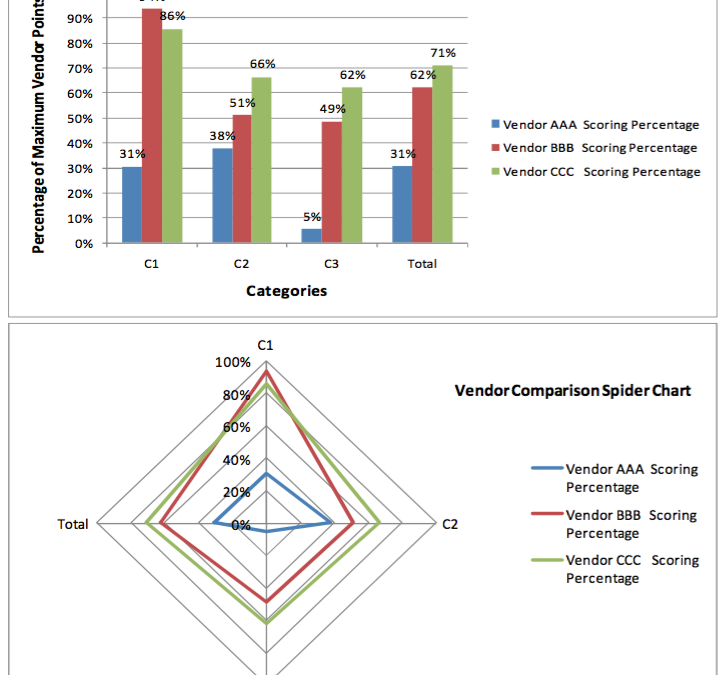 Percentage of Maximum Vendor Points
90%
80%
70%
60%
50%
40%
30%
20%
10%
0%
86%
31%
38%
51%
66%
5%
49%
62%
31%
62%
71%
C1 C2 C3 Total
Categories
Vendor AAA Scoring Percentage
Vendor BBB Scoring Percentage
Vendor CCC Scoring Percentage
C1
100%
80%
60%
40%
20%
0%
Total
C2
Vendor Comparison Spider Chart
Vendor AAA Scoring
Percentage
Vendor BBB Scoring
Percentage
Vendor CCC Scoring
Percentage